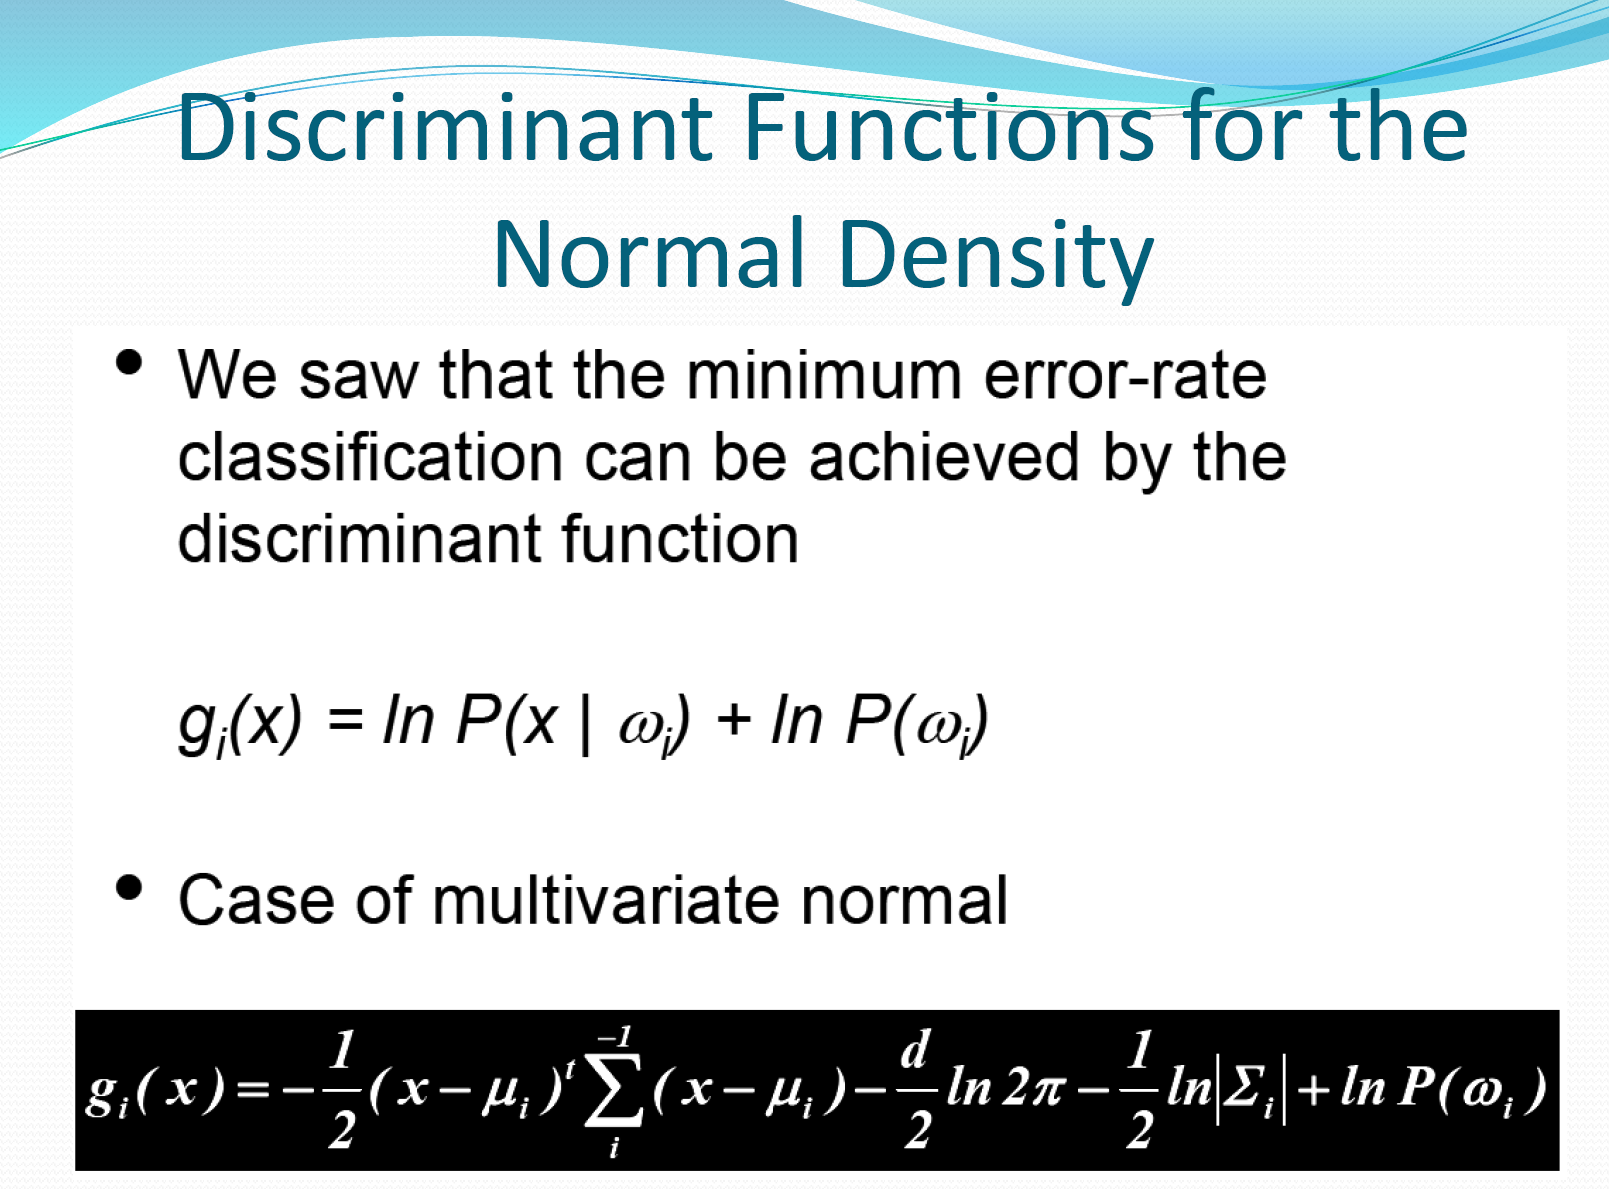 Discriminant Functions for the
Normal Density
• We saw that the minimum error-rate
classification can be achieved by the
discriminant function
gᵢ(x) = ln P(x | ωᵢ) + ln P(ωᵢ)
• Case of multivariate normal
gᵢ( x ) = − 1/2 ( x − μᵢ )ᵗ ∑ᵢ⁻¹ ( x − μᵢ ) − d/2 ln 2π − 1/2 ln|Σᵢ| + ln P( ωᵢ )